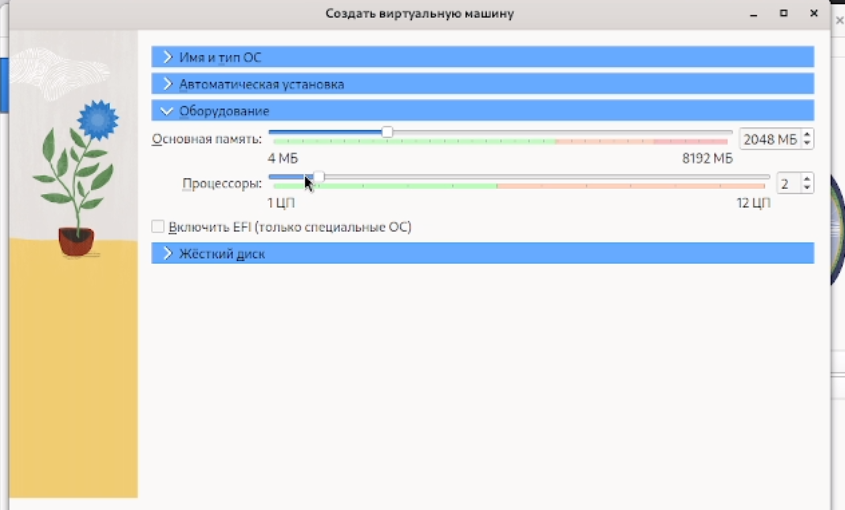 Создать виртуальную машину
Имя и тип ОС
Автоматическая установка
Оборудование
Основная память: 2048 МБ
4 МБ 8192 МБ
Процессоры: 2
1 ЦП 12 ЦП
Включить EFI (только специальные ОС)
Жёсткий диск